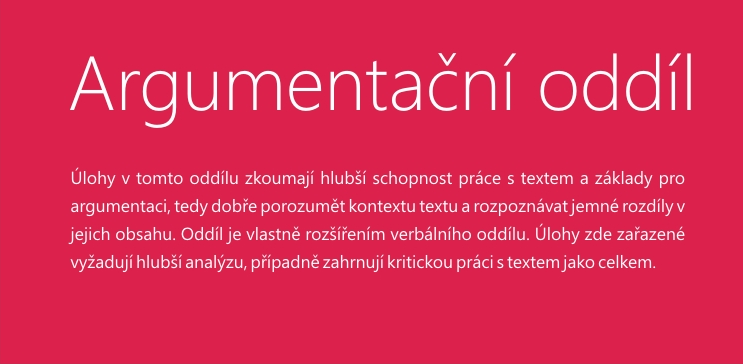 Argumentační oddíl
Úlohy v tomto oddílu zkoumají hlubší schopnost práce s textem a základy pro
argumentaci, tedy dobře porozumět kontextu textu a rozpoznávat jemné rozdíly v
jejich obsahu. Oddíl je vlastně rozšířením verbálního oddílu. Úlohy zde zařazené
vyžadují hlubší analýzu, případně zahrnují kritickou práci s textem jako celkem.